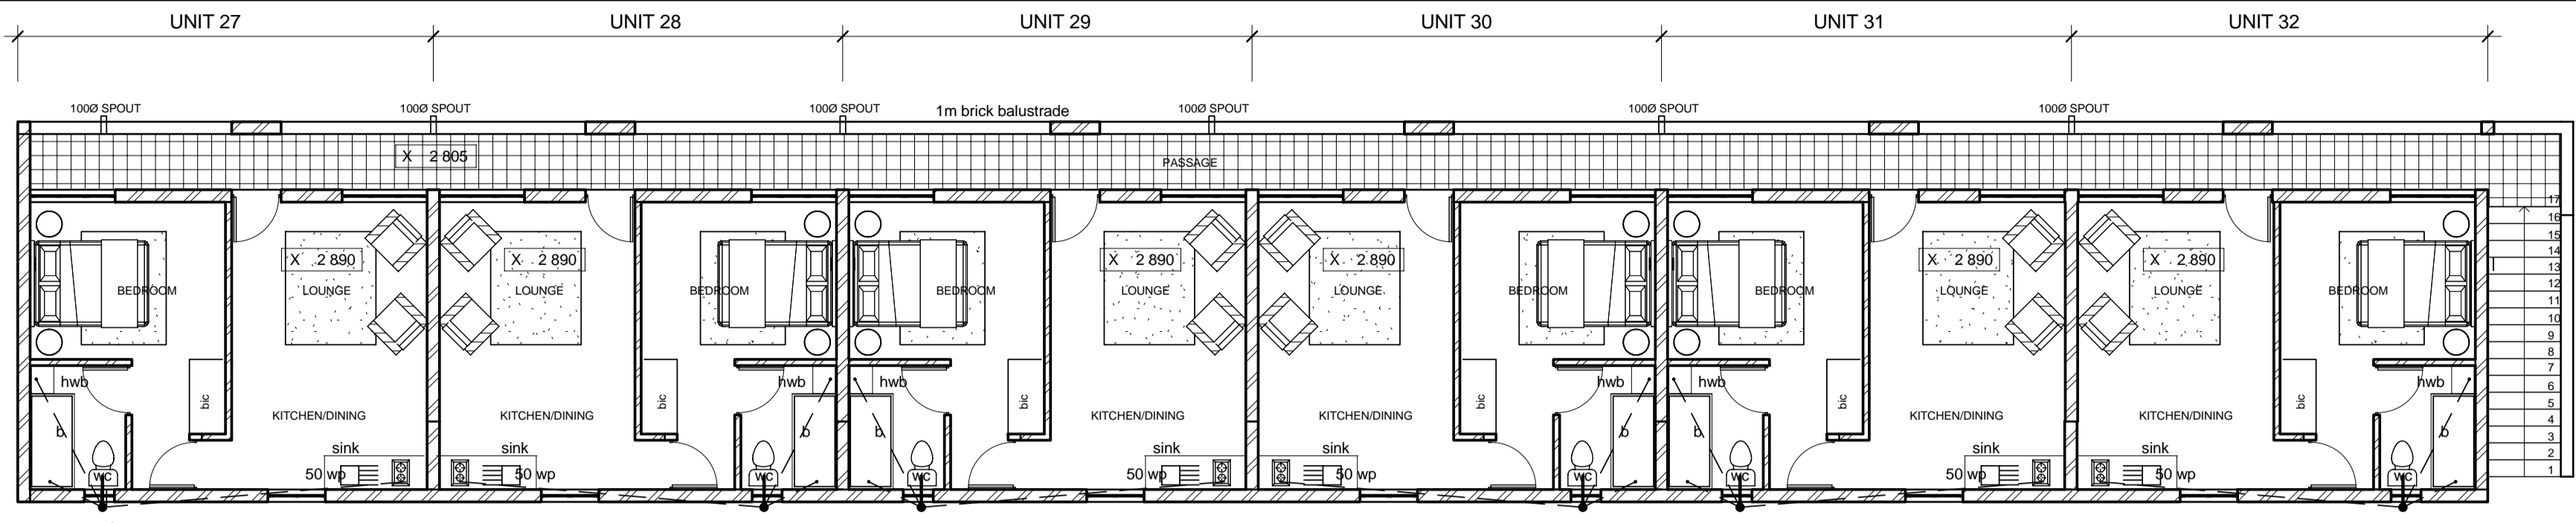 UNIT 27 UNIT 28 UNIT 29 UNIT 30 UNIT 31 UNIT 32
100Ø SPOUT 100Ø SPOUT 100Ø SPOUT 1m brick balustrade 100Ø SPOUT 100Ø SPOUT 100Ø SPOUT
X 2 805 PASSAGE
X 2 890 X 2 890 X 2 890 X 2 890 X 2 890 X 2 890
BEDROOM LOUNGE LOUNGE BEDROOM BEDROOM LOUNGE LOUNGE BEDROOM BEDROOM LOUNGE LOUNGE BEDROOM
hwb hwb hwb hwb hwb hwb
bic bic bic bic bic bic
KITCHEN/DINING KITCHEN/DINING KITCHEN/DINING KITCHEN/DINING KITCHEN/DINING KITCHEN/DINING
b b b b b b
sink sink sink sink sink sink
wc 50 wp 50 wp wc wc 50 wp 50 wp wc wc 50 wp 50 wp wc
17
16
15
14
13
12
11
10
9
8
7
6
5
4
3
2
1